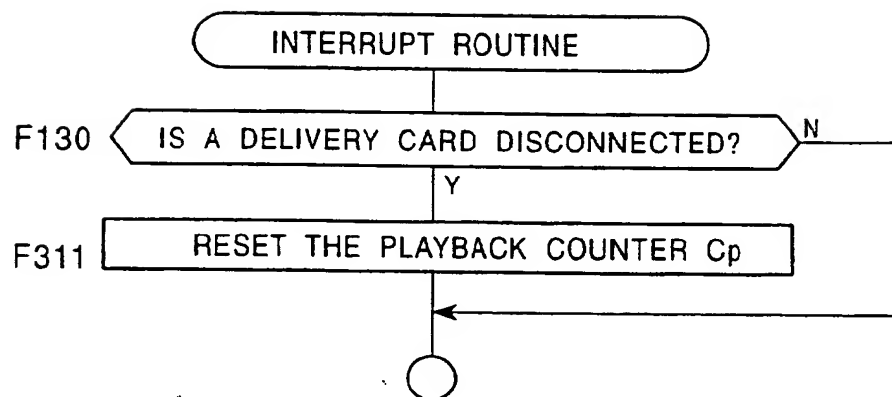 INTERRUPT ROUTINE
F130 IS A DELIVERY CARD DISCONNECTED? N
Y
F311 RESET THE PLAYBACK COUNTER Cp